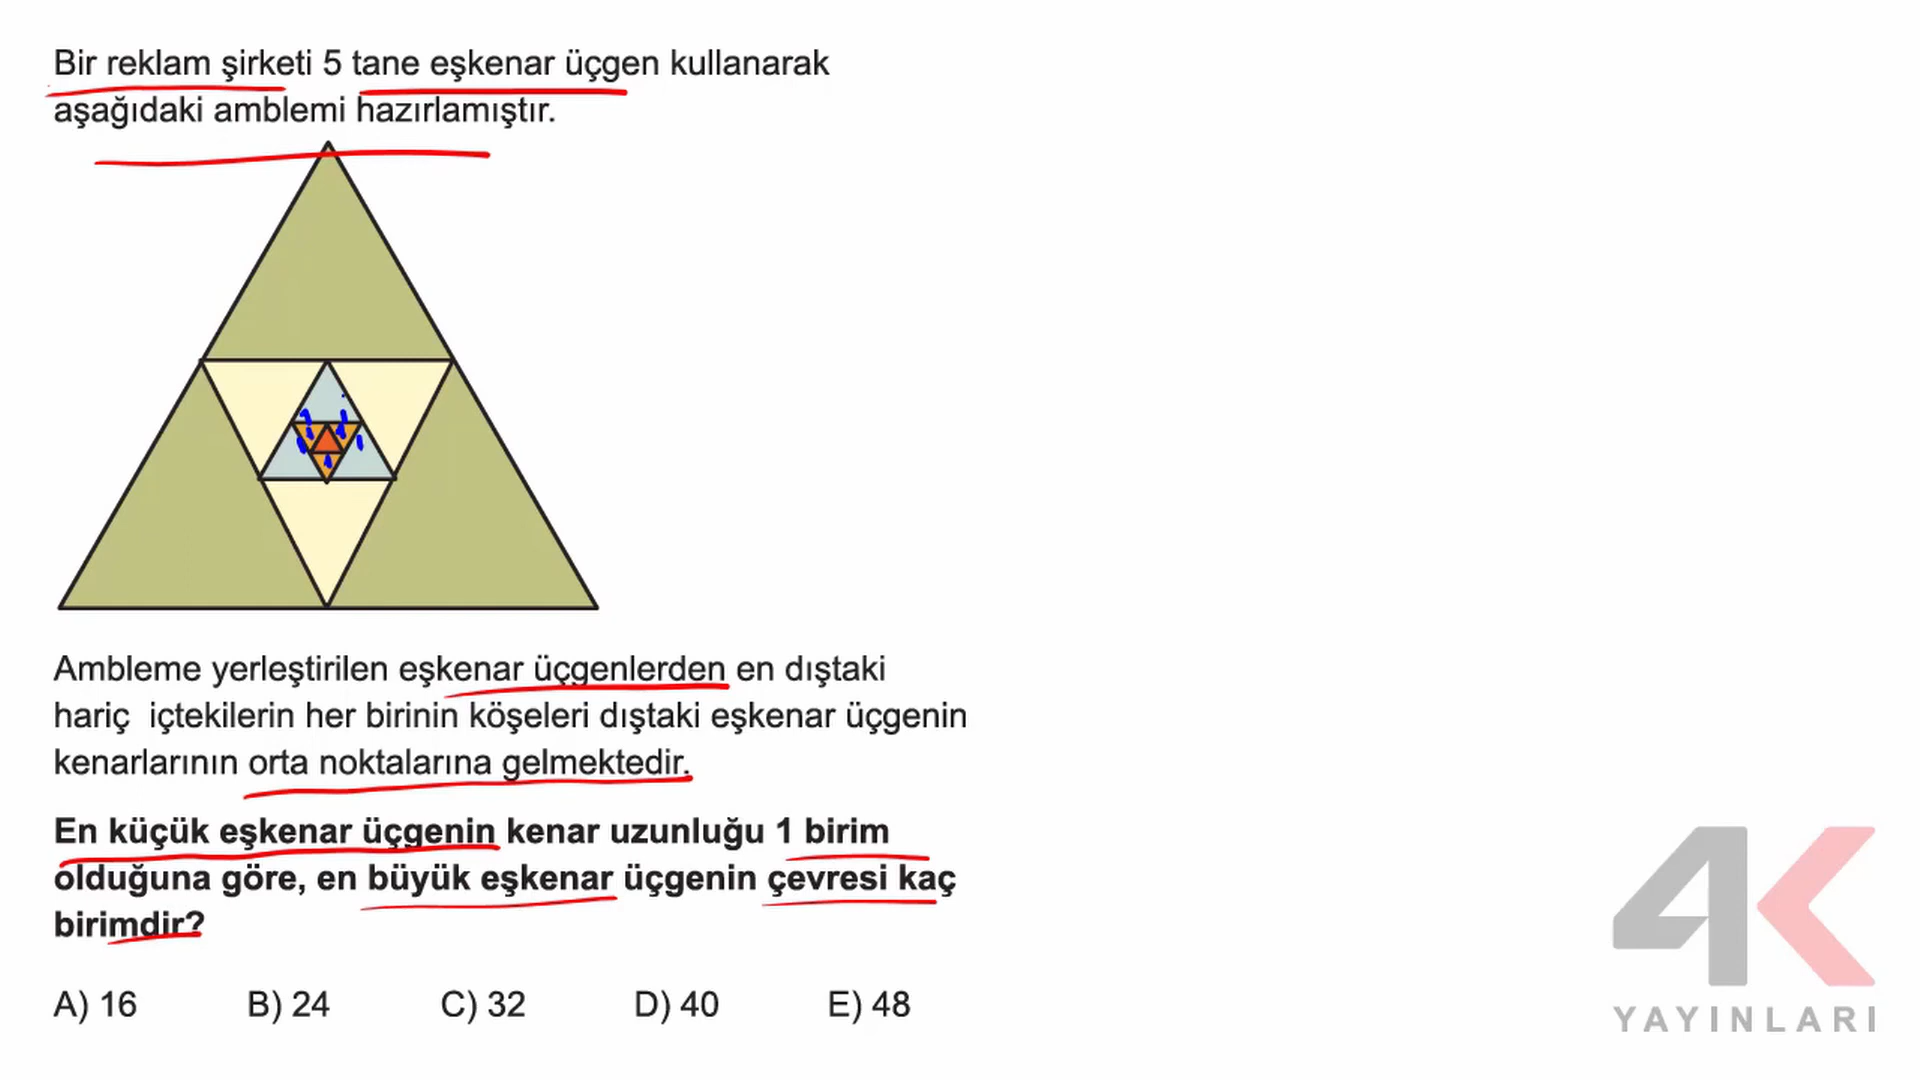 Bir reklam şirketi 5 tane eşkenar üçgen kullanarak
aşağıdaki amblemi hazırlamıştır.
Ambleme yerleştirilen eşkenar üçgenlerden en dıştaki
hariç içtekilerin her birinin köşeleri dıştaki eşkenar üçgenin
kenarlarının orta noktalarına gelmektedir.
En küçük eşkenar üçgenin kenar uzunluğu 1 birim
olduğuna göre, en büyük eşkenar üçgenin çevresi kaç
birimdir?
A) 16 B) 24 C) 32 D) 40 E) 48
4K
YAYINLARI